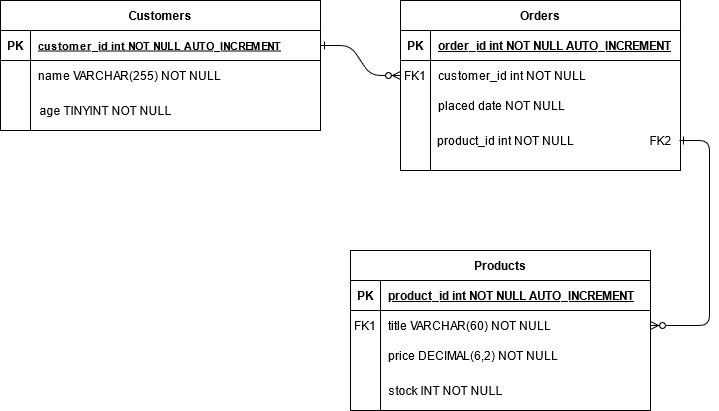 Customers
PK customer_id int NOT NULL AUTO_INCREMENT
name VARCHAR(255) NOT NULL
age TINYINT NOT NULL
Orders
PK order_id int NOT NULL AUTO_INCREMENT
FK1 customer_id int NOT NULL
placed date NOT NULL
product_id int NOT NULL FK2
Products
PK product_id int NOT NULL AUTO_INCREMENT
FK1 title VARCHAR(60) NOT NULL
price DECIMAL(6,2) NOT NULL
stock INT NOT NULL